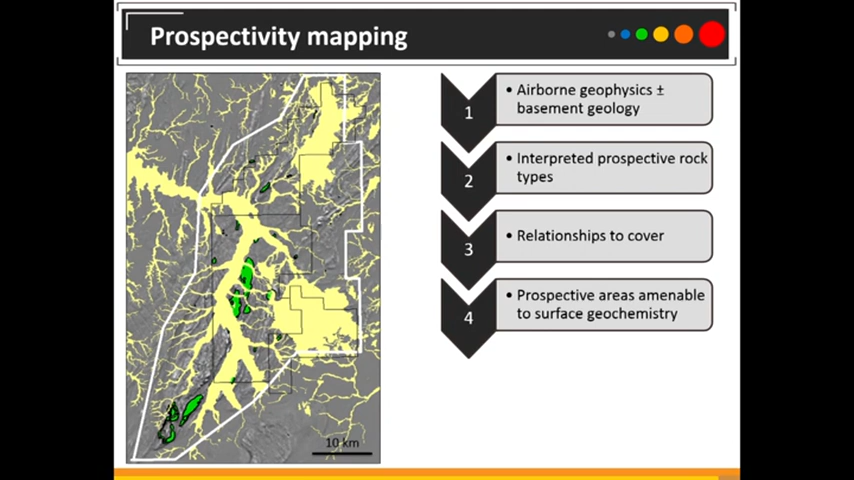 Prospectivity mapping
1
• Airborne geophysics ±
basement geology
2
• Interpreted prospective rock
types
3
• Relationships to cover
4
• Prospective areas amenable
to surface geochemistry
10 km